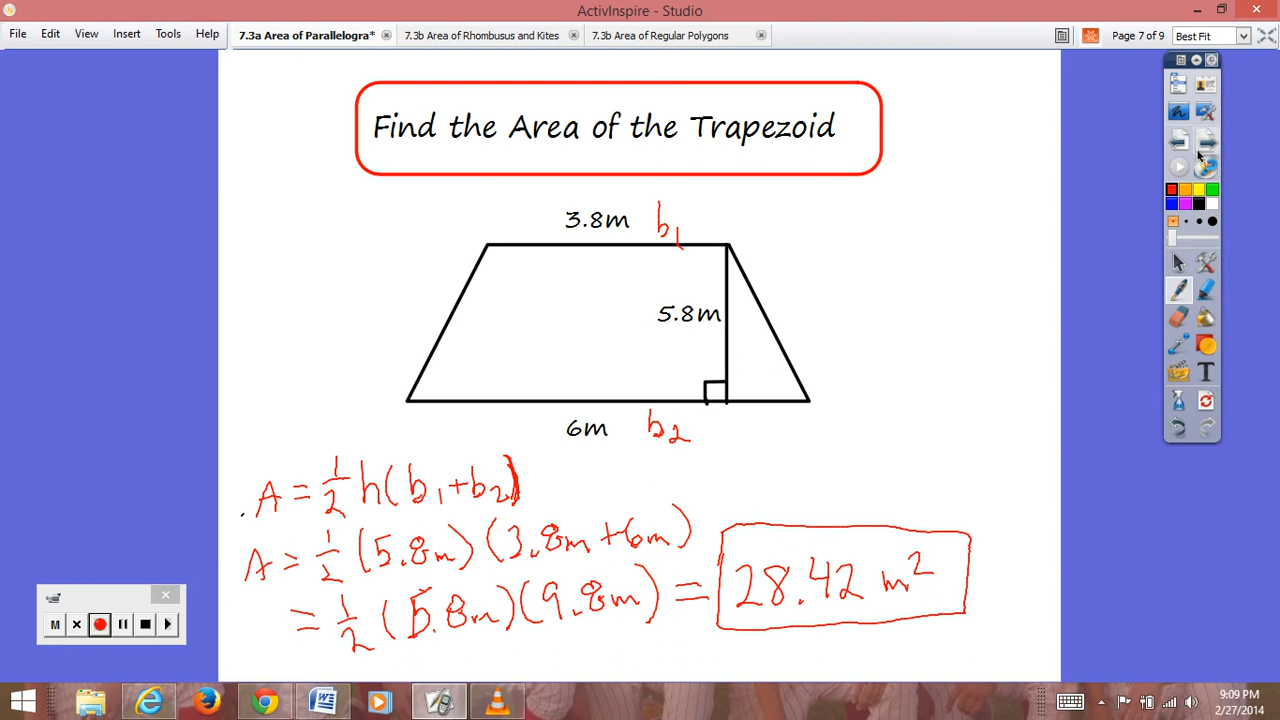 ActivInspire - Studio
File Edit View Insert Tools Help
7.3a Area of Parallelogra* 7.3b Area of Rhombusus and Kites 7.3b Area of Regular Polygons
Page 7 of 9 Best Fit
Find the Area of the Trapezoid
3.8m b₁
5.8m
6m b₂
A = 1/2 h(b₁+b₂)
A = 1/2 (5.8m)(3.8m+6m)
= 1/2 (5.8m)(9.8m) = 28.42 m²
M
T
W
9:09 PM
2/27/2014